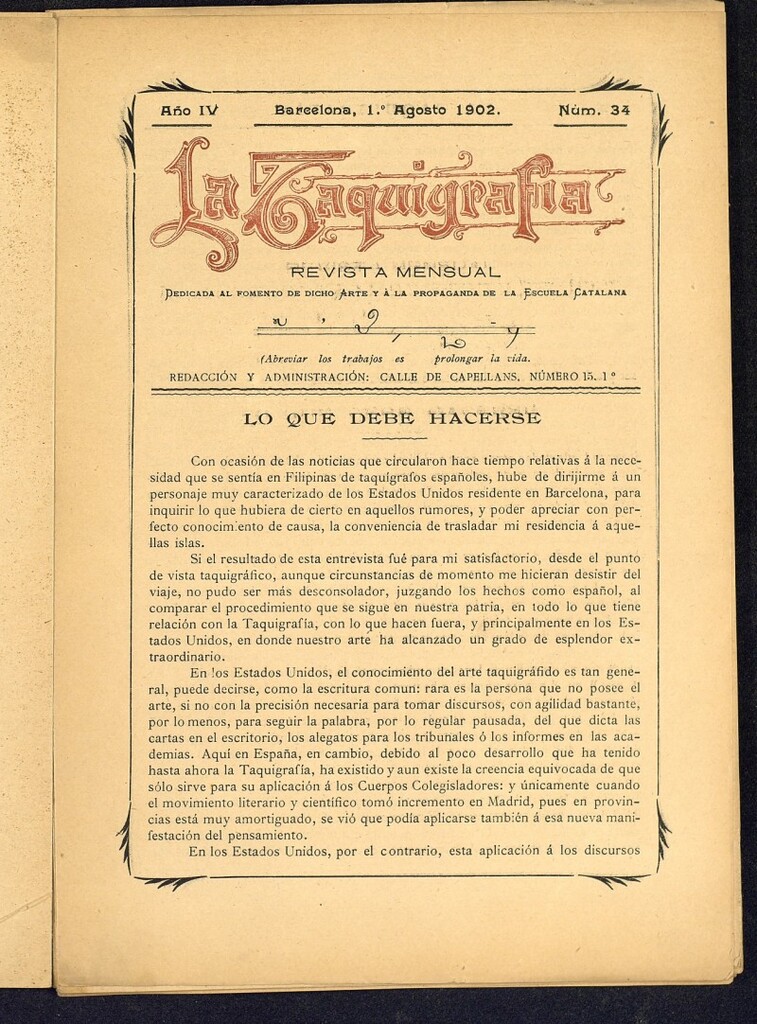 Año IV Barcelona, 1.º Agosto 1902. Núm. 34
La Taquigrafía
REVISTA MENSUAL
DEDICADA AL FOMENTO DE DICHO ARTE Y Á LA PROPAGANDA DE LA ESCUELA CATALANA
(Abreviar los trabajos es prolongar la vida.
REDACCIÓN Y ADMINISTRACIÓN: CALLE DE CAPELLANS, NÚMERO 15. 1º
LO QUE DEBE HACERSE
Con ocasión de las noticias que circularon hace tiempo relativas á la nece-
sidad que se sentía en Filipinas de taquígrafos españoles, hube de dirijirme á un
personaje muy caracterizado de los Estados Unidos residente en Barcelona, para
inquirir lo que hubiera de cierto en aquellos rumores, y poder apreciar con per-
fecto conocimiento de causa, la conveniencia de trasladar mi residencia á aque-
llas islas.
Si el resultado de esta entrevista fué para mi satisfactorio, desde el punto
de vista taquigráfico, aunque circunstancias de momento me hicieran desistir del
viaje, no pudo ser más desconsolador, juzgando los hechos como español, al
comparar el procedimiento que se sigue en nuestra patria, en todo lo que tiene
relación con la Taquigrafía, con lo que hacen fuera, y principalmente en los Es-
tados Unidos, en donde nuestro arte ha alcanzado un grado de esplendor ex-
traordinario.
En los Estados Unidos, el conocimiento del arte taquigráfido es tan gene-
ral, puede decirse, como la escritura comun: rara es la persona que no posee el
arte, si no con la precisión necesaria para tomar discursos, con agilidad bastante,
por lo menos, para seguir la palabra, por lo regular pausada, del que dicta las
cartas en el escritorio, los alegatos para los tribunales ó los informes en las aca-
demias. Aquí en España, en cambio, debido al poco desarrollo que ha tenido
hasta ahora la Taquigrafía, ha existido y aun existe la creencia equivocada de que
sólo sirve para su aplicación á los Cuerpos Colegisladores: y únicamente cuando
el movimiento literario y científico tomó incremento en Madrid, pues en provin-
cias está muy amortiguado, se vió que podía aplicarse también á esa nueva mani-
festación del pensamiento.
En los Estados Unidos, por el contrario, esta aplicación á los discursos